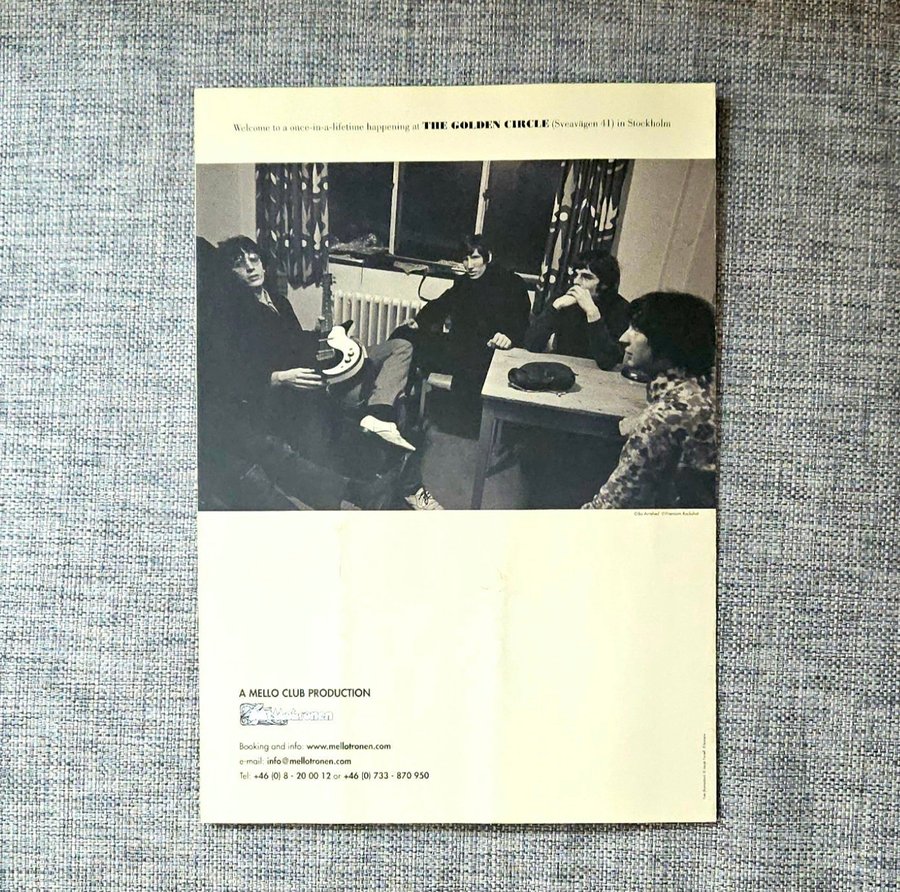 Welcome to a once-in-a-lifetime happening at THE GOLDEN CIRCLE (Sveavägen 41) in Stockholm
A MELLO CLUB PRODUCTION
Mellotronen
Booking and info: www.mellotronen.com
e-mail: info@mellotronen.com
Tel: +46 (0) 8 - 20 00 12 or +46 (0) 733 - 870 950